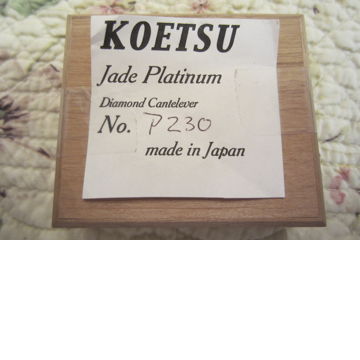 KOETSU
Jade Platinum
Diamond Cantelever
No. P230
made in Japan